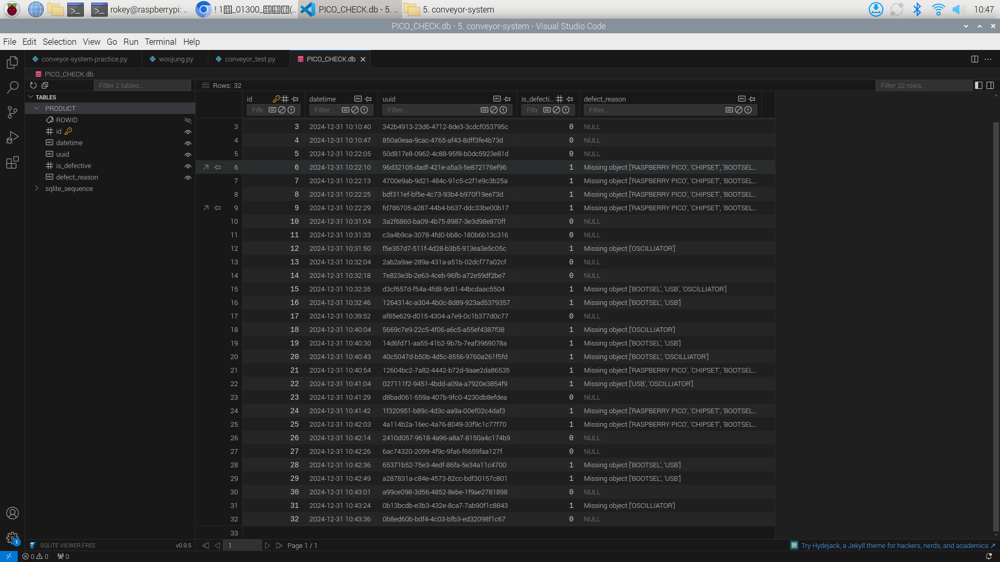 rokey@raspberrypi: ..
PICO_CHECK.db - 5. ..
5. conveyor-system
10:47
PICO_CHECK.db - 5. conveyor-system - Visual Studio Code
File Edit Selection View Go Run Terminal Help
conveyor-system-practice.py
woojung.py
conveyor_test.py
PICO_CHECK.db
PICO_CHECK.db
Filter 2 tables...
Rows: 32
Filter 32 rows...
TABLES
PRODUCT
ROWID
id
datetime
uuid
is_defective
defect_reason
sqlite_sequence
id datetime uuid is_defecti... defect_reason
Filte Filter... Filter... Filte Filter...
3 3 2024-12-31 10:10:40 342b4913-23d6-4712-8de3-3cdcf053795c 0 NULL
4 4 2024-12-31 10:10:47 850a0eaa-9cac-4765-af43-8dff3fe4b73d 0 NULL
5 5 2024-12-31 10:22:05 50d817e8-0962-4c88-95f8-b0dc5923e81d 0 NULL
6 6 2024-12-31 10:22:10 96d32105-dadf-421e-a5a3-5e872176ef96 1 Missing object ['RASPBERRY PICO', 'CHIPSET', 'BOOTSEL...
7 7 2024-12-31 10:22:13 4700e9ab-9d21-484c-91c5-c2f1e9c3b25a 1 Missing object ['RASPBERRY PICO', 'CHIPSET', 'BOOTSEL...
8 8 2024-12-31 10:22:25 bdf311ef-bf5e-4c73-93b4-b970f19ee73d 1 Missing object ['RASPBERRY PICO', 'CHIPSET', 'BOOTSEL...
9 9 2024-12-31 10:22:29 fd786705-a287-44b4-b637-ddc33be00b17 1 Missing object ['RASPBERRY PICO', 'CHIPSET', 'BOOTSEL...
10 10 2024-12-31 10:31:04 3a2f6860-ba09-4b75-8987-3e3d98e870ff 0 NULL
11 11 2024-12-31 10:31:33 c3a4b9ca-3078-4fd0-bb8c-180b6b13c316 0 NULL
12 12 2024-12-31 10:31:50 f5e357d7-511f-4d28-b3b5-913ea3e5c05c 1 Missing object ['OSCILLIATOR']
13 13 2024-12-31 10:32:04 2ab2a9ae-289a-431a-a51b-02dcf77a02cf 0 NULL
14 14 2024-12-31 10:32:18 7e823e3b-2e63-4ceb-96fb-a72e59df2be7 0 NULL
15 15 2024-12-31 10:32:35 d3cf657d-f54a-4fd8-9c81-44bcdaac5504 1 Missing object ['BOOTSEL', 'USB', 'OSCILLIATOR']
16 16 2024-12-31 10:32:46 1264314c-a304-4b0c-8d89-923ad5379357 1 Missing object ['BOOTSEL', 'USB']
17 17 2024-12-31 10:39:52 af85e629-d015-4304-a7e9-0c1b377d0c77 0 NULL
18 18 2024-12-31 10:40:04 5669c7e9-22c5-4f06-a6c5-a55ef4387f38 1 Missing object ['OSCILLIATOR']
19 19 2024-12-31 10:40:30 14d6fd71-aa55-41b2-9b7b-7eaf3969078a 1 Missing object ['BOOTSEL', 'USB']
20 20 2024-12-31 10:40:43 40c5047d-b50b-4d5c-8556-9760a261f5fd 1 Missing object ['BOOTSEL', 'OSCILLIATOR']
21 21 2024-12-31 10:40:54 12604bc2-7a82-4442-b72d-9aae2da86535 1 Missing object ['RASPBERRY PICO', 'CHIPSET', 'BOOTSEL...
22 22 2024-12-31 10:41:04 027111f2-9451-4bdd-a09a-a7920e3854f9 1 Missing object ['USB', 'OSCILLIATOR']
23 23 2024-12-31 10:41:29 d8bad061-559a-407b-9fc0-4230db8efdea 0 NULL
24 24 2024-12-31 10:41:42 1f320951-b89c-4d3c-aa9a-00ef02c4daf3 1 Missing object ['RASPBERRY PICO', 'CHIPSET', 'BOOTSEL...
25 25 2024-12-31 10:42:03 4a114b2a-16ec-4a76-8049-33f9c1c77f70 1 Missing object ['RASPBERRY PICO', 'CHIPSET', 'BOOTSEL...
26 26 2024-12-31 10:42:14 2410d057-9618-4a96-a8a7-8150a4c174b9 0 NULL
27 27 2024-12-31 10:42:26 6ac74320-2099-4f9c-9fa6-f6659faa127f 0 NULL
28 28 2024-12-31 10:42:36 65371b52-75e3-4edf-86fa-5e34a11c4700 1 Missing object ['BOOTSEL', 'USB']
29 29 2024-12-31 10:42:49 a287831a-c84e-4573-82cc-bdf30157c801 1 Missing object ['BOOTSEL', 'USB']
30 30 2024-12-31 10:43:01 a99ce098-3d56-4852-8ebe-1f9ae2781898 0 NULL
31 31 2024-12-31 10:43:24 0b13bcdb-e3b3-432e-8ca7-7ab90f1c8843 1 Missing object ['OSCILLIATOR']
32 32 2024-12-31 10:43:36 0b8ed60b-bdf4-4c03-bfb3-ed32098f1c67 0 NULL
33
SQLITE VIEWER FREE v0.9.5
1 Page 1 / 1
Try Hydejack, a Jekyll theme for hackers, nerds, and academics ↗
1
0 0 0